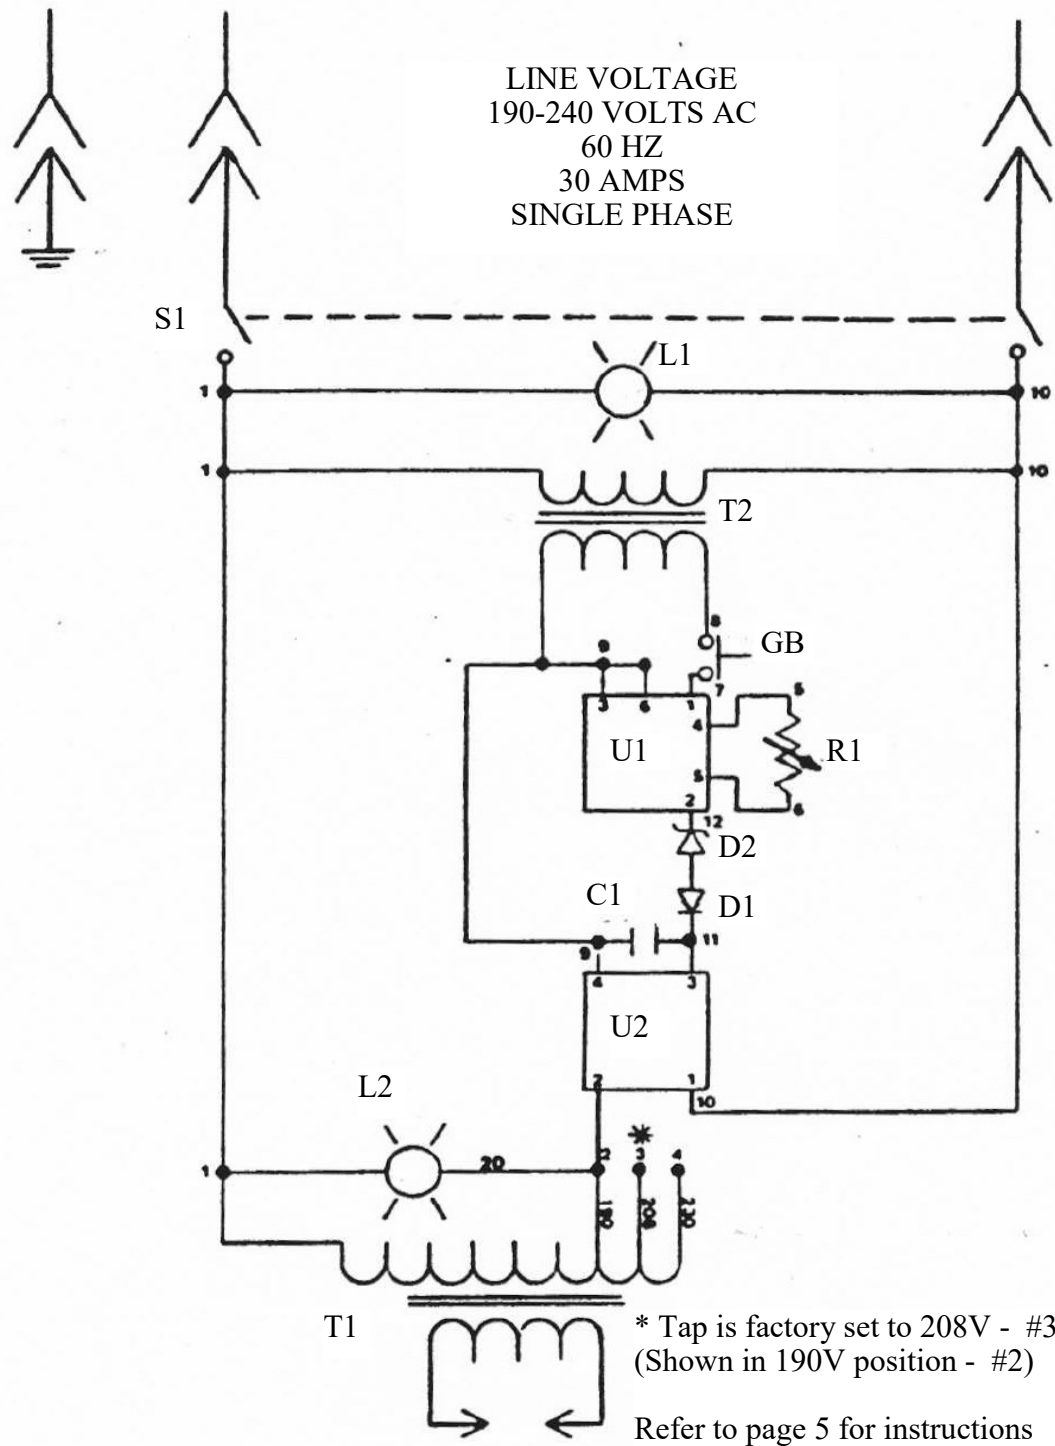 LINE VOLTAGE
190-240 VOLTS AC
60 HZ
30 AMPS
SINGLE PHASE
S1
L1
1
10
1
10
T2
8
GB
9
7
3 6 1
5
4
U1
R1
5
2
6
12
D2
C1
D1
11
9
4 3
U2
2 1
L2
10
*
1
20
2 3 4
190 208 230
T1
* Tap is factory set to 208V - #3
(Shown in 190V position - #2)
Refer to page 5 for instructions